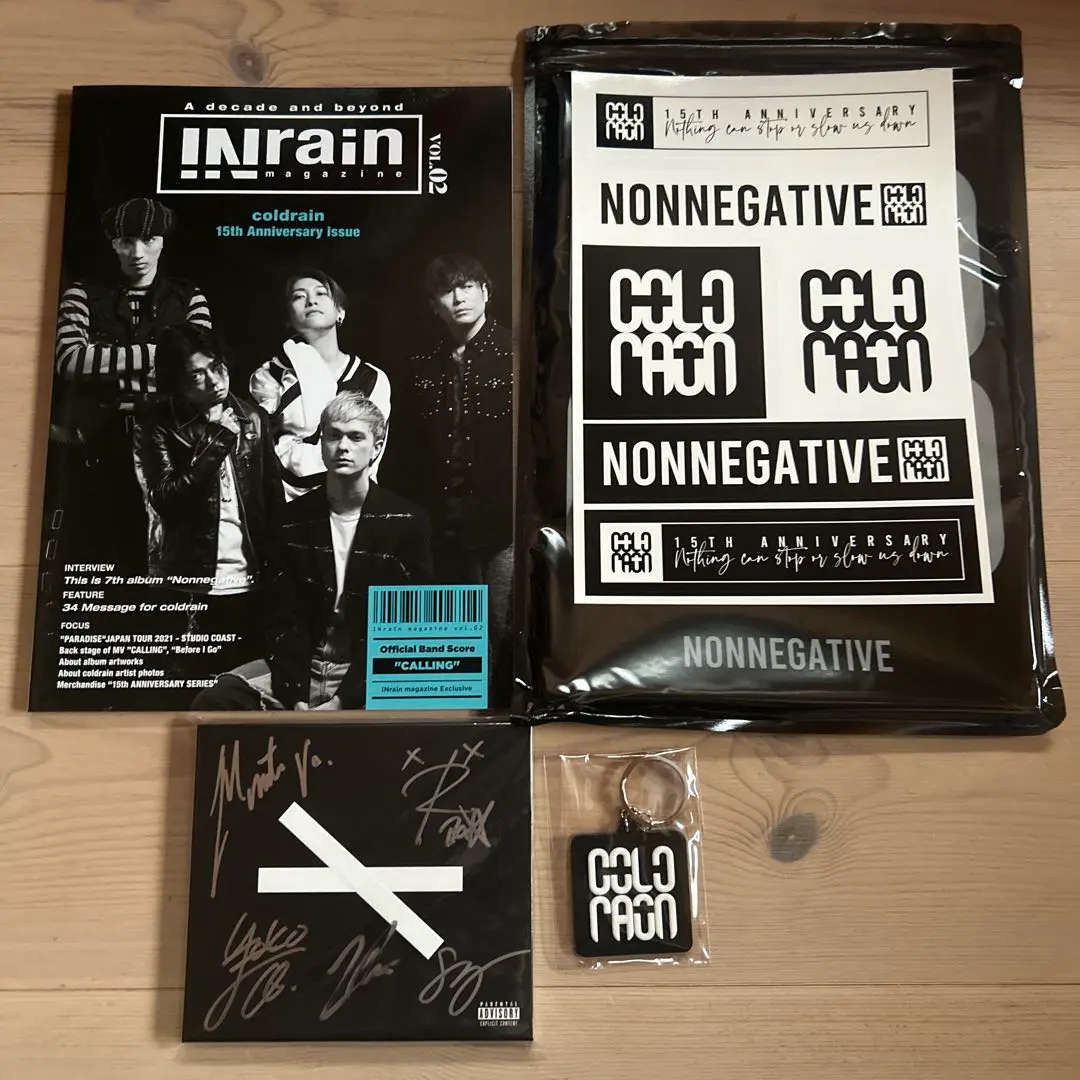 A decade and beyond
INrain
magazine
VOL.02
coldrain
15th Anniversary issue
INTERVIEW
This is 7th album "Nonnegative".
FEATURE
34 Message for coldrain
FOCUS
"PARADISE"JAPAN TOUR 2021 - STUDIO COAST -
Back stage of MV "CALLING", "Before I Go"
About album artworks
About coldrain artist photos
Merchandise "15th ANNIVERSARY SERIES"
INrain magazine vol.02
Official Band Score
"CALLING"
INrain magazine Exclusive
COLD
RAIN
15TH ANNIVERSARY
Nothing can stop or slow us down
NONNEGATIVE
COLD
RAIN
COLD
RAIN
COLD
RAIN
NONNEGATIVE
COLD
RAIN
COLD
RAIN
15TH ANNIVERSARY
Nothing can stop or slow us down
NONNEGATIVE
PARENTAL
ADVISORY
EXPLICIT CONTENT
COLD
RAIN